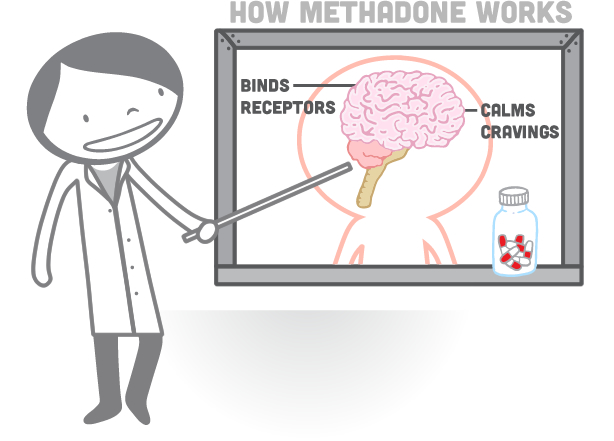 HOW METHADONE WORKS
BINDS
RECEPTORS
CALMS
CRAVINGS